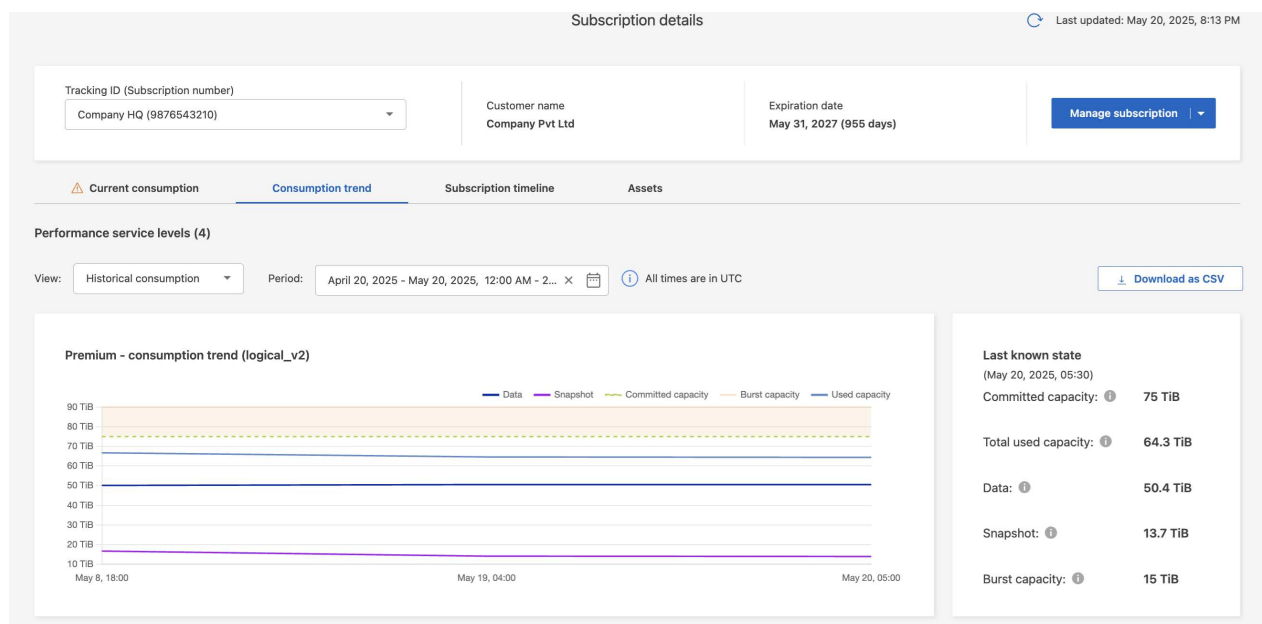 Subscription details
Last updated: May 20, 2025, 8:13 PM
Tracking ID (Subscription number)
Company HQ (9876543210)
Customer name
Company Pvt Ltd
Expiration date
May 31, 2027 (955 days)
Manage subscription
Current consumption
Consumption trend
Subscription timeline
Assets
Performance service levels (4)
View:
Historical consumption
Period:
April 20, 2025 - May 20, 2025, 12:00 AM - 2...
All times are in UTC
Download as CSV
Premium - consumption trend (logical_v2)
Data
Snapshot
Committed capacity
Burst capacity
Used capacity
90 TiB
80 TiB
70 TiB
60 TiB
50 TiB
40 TiB
30 TiB
20 TiB
10 TiB
May 8, 18:00
May 19, 04:00
May 20, 05:00
Last known state
(May 20, 2025, 05:30)
Committed capacity: 75 TiB
Total used capacity: 64.3 TiB
Data: 50.4 TiB
Snapshot: 13.7 TiB
Burst capacity: 15 TiB